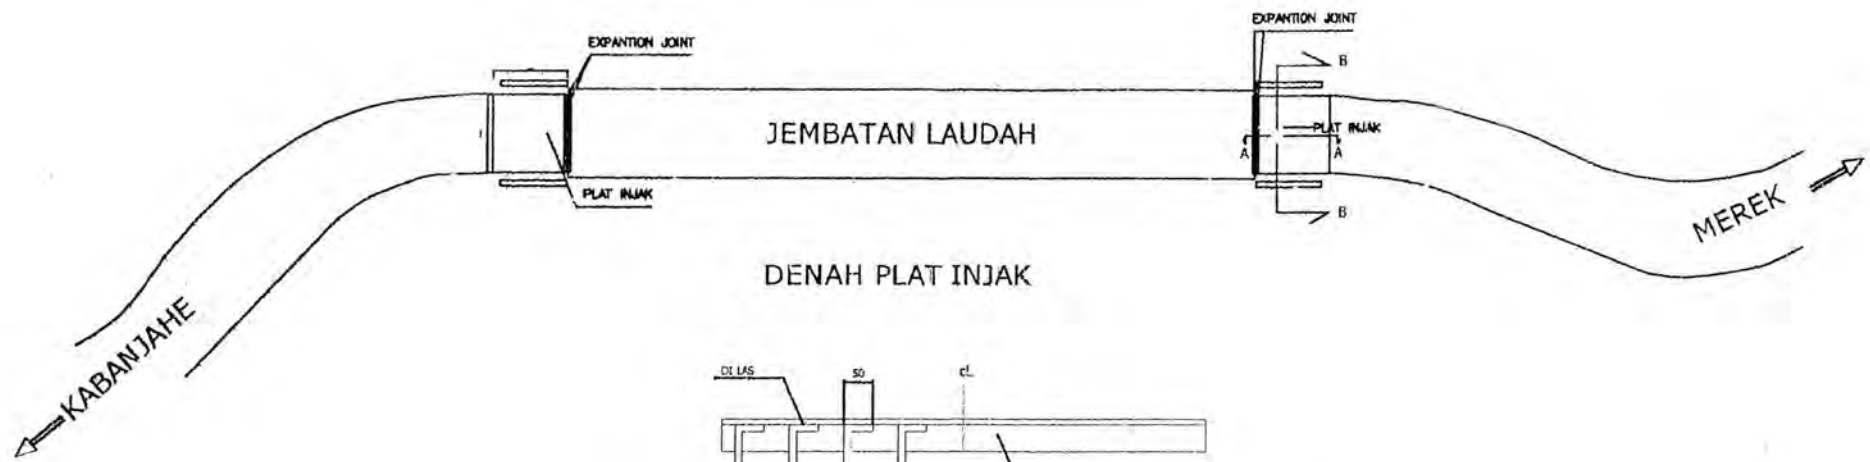 EXPANTION JOINT
EXPANTION JOINT
B
JEMBATAN LAUDAH
PLAT INJAK
A
A
PLAT INJAK
B
MEREK
DENAH PLAT INJAK
KABANJAHE
DI LAS
50
CL